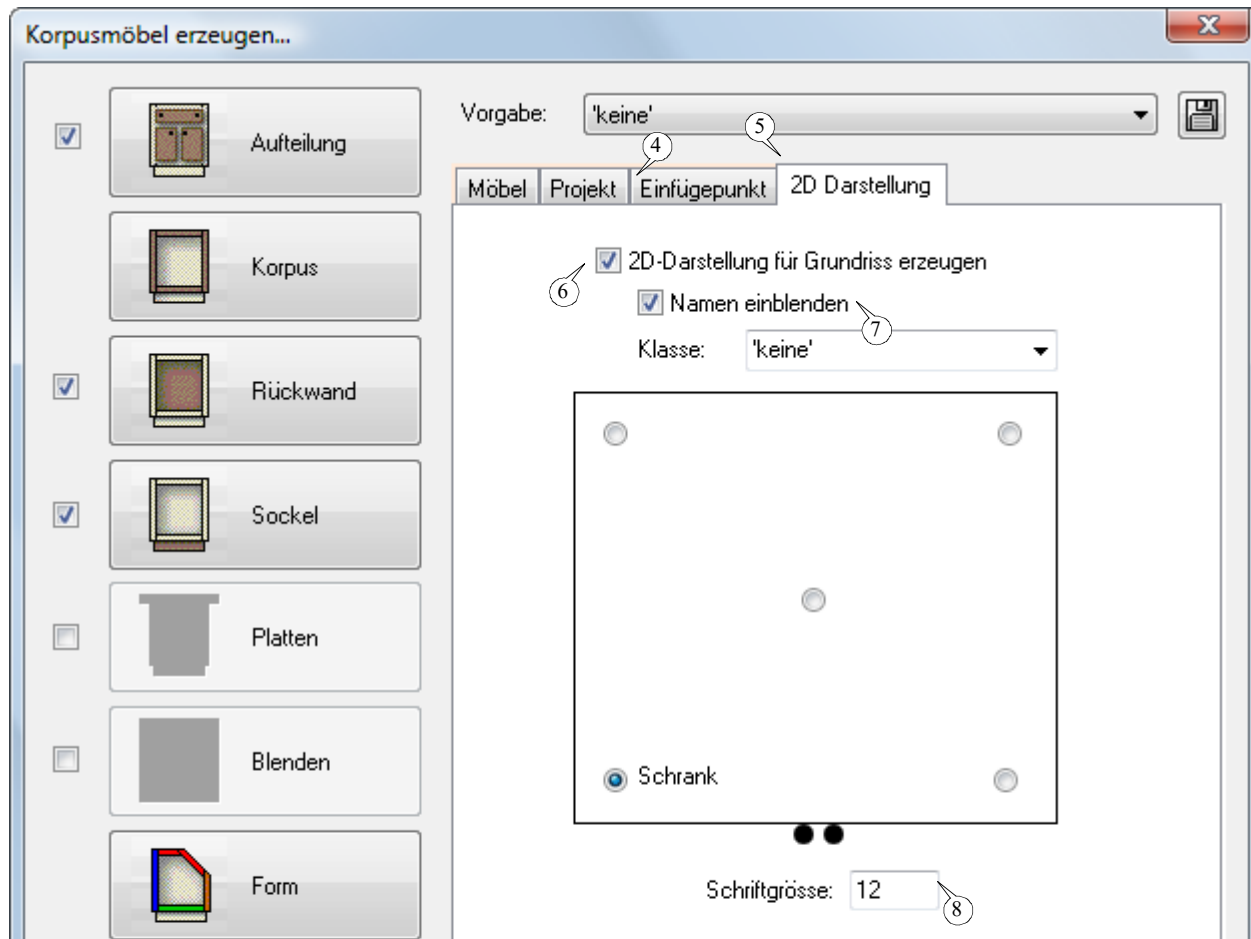 Korpusmöbel erzeugen...
Aufteilung
Korpus
Rückwand
Sockel
Platten
Blenden
Form
Vorgabe: 'keine'
4
5
Möbel Projekt Einfügepunkt 2D Darstellung
2D-Darstellung für Grundriss erzeugen
6
Namen einblenden
7
Klasse: 'keine'
Schrank
Schriftgrösse: 12
8